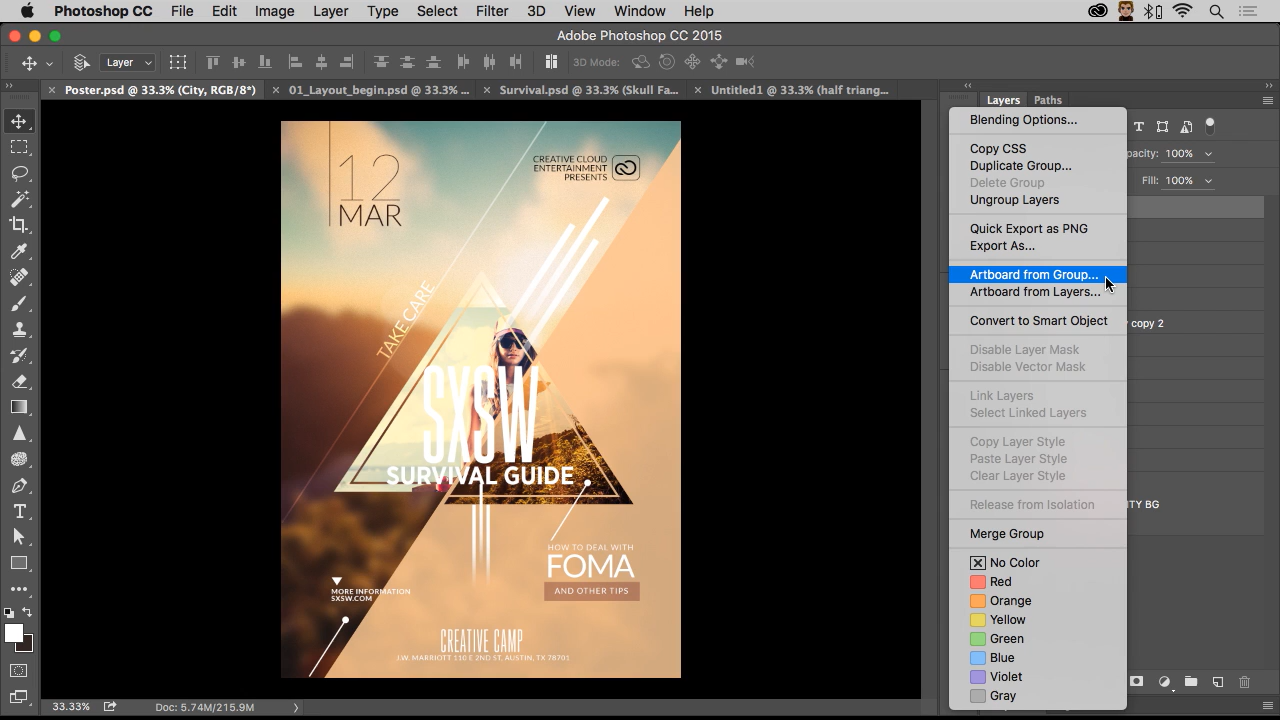 Photoshop CC File Edit Image Layer Type Select Filter 3D View Window Help
Adobe Photoshop CC 2015
Layer 3D Mode:
Poster.psd @ 33.3% (City, RGB/8*) 01_Layout_begin.psd @ 33.3% ... Survival.psd @ 33.3% (Skull Fa... Untitled1 @ 33.3% (half triang...
Layers Paths
12
MAR
CREATIVE CLOUD
ENTERTAINMENT
PRESENTS
TAKE CARE
SXSW
SURVIVAL GUIDE
HOW TO DEAL WITH
FOMA
AND OTHER TIPS
MORE INFORMATION
SXSW.COM
CREATIVE CAMP
I.W. MARRIOTT 110 E 2ND ST, AUSTIN, TX 78701
Blending Options...
Copy CSS
Duplicate Group...
Delete Group
Ungroup Layers
Quick Export as PNG
Export As...
Artboard from Group...
Artboard from Layers...
Convert to Smart Object
Disable Layer Mask
Disable Vector Mask
Link Layers
Select Linked Layers
Copy Layer Style
Paste Layer Style
Clear Layer Style
Release from Isolation
Merge Group
No Color
Red
Orange
Yellow
Green
Blue
Violet
Gray
pacity: 100%
Fill: 100%
copy 2
TY BG
33.33% Doc: 5.74M/215.9M